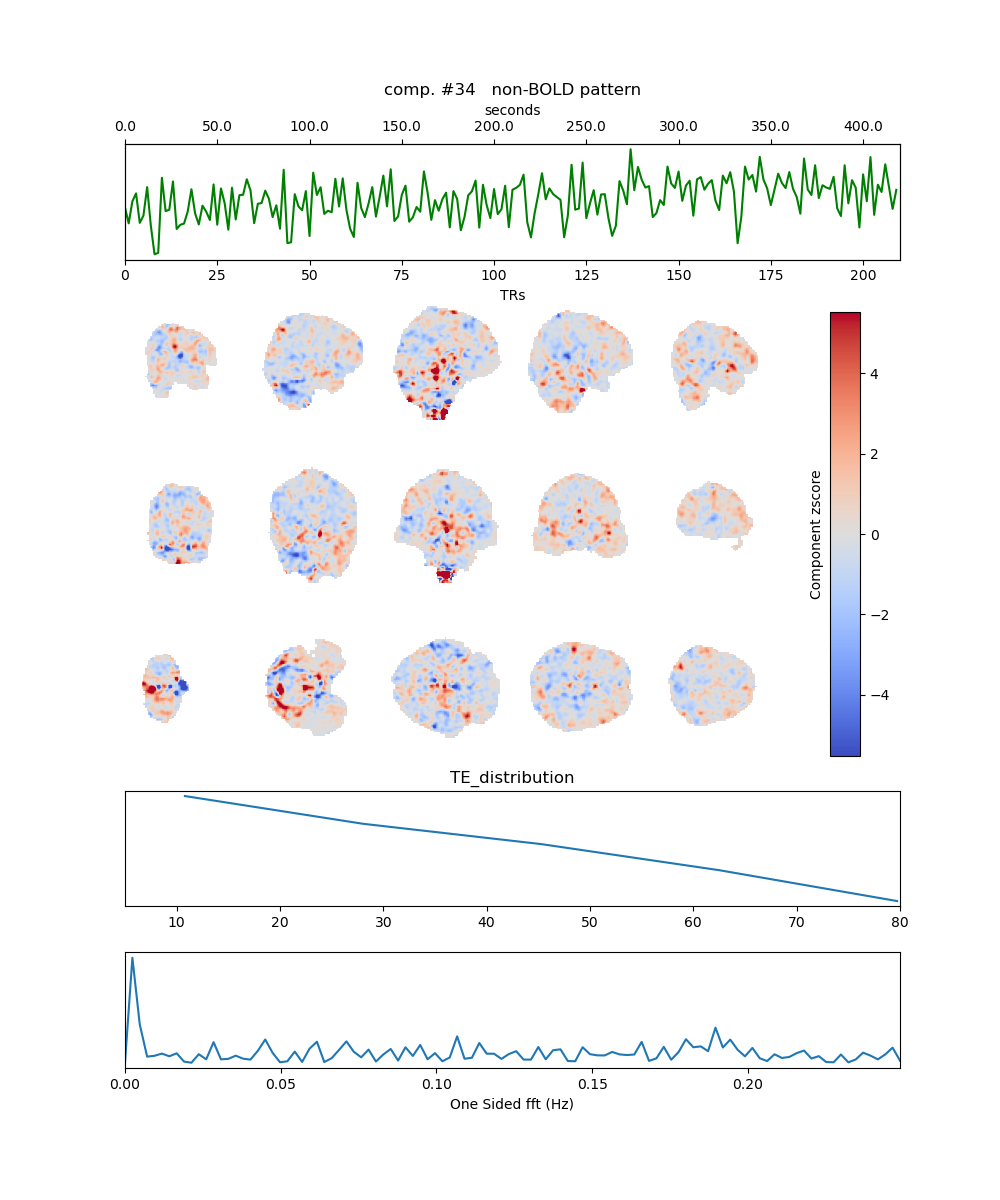 comp. #34   non-BOLD pattern
seconds
0.0 50.0 100.0 150.0 200.0 250.0 300.0 350.0 400.0
0 25 50 75 100 125 150 175 200
TRs
4
2
0
−2
−4
Component zscore
TE_distribution
10 20 30 40 50 60 70 80
0.00 0.05 0.10 0.15 0.20
One Sided fft (Hz)